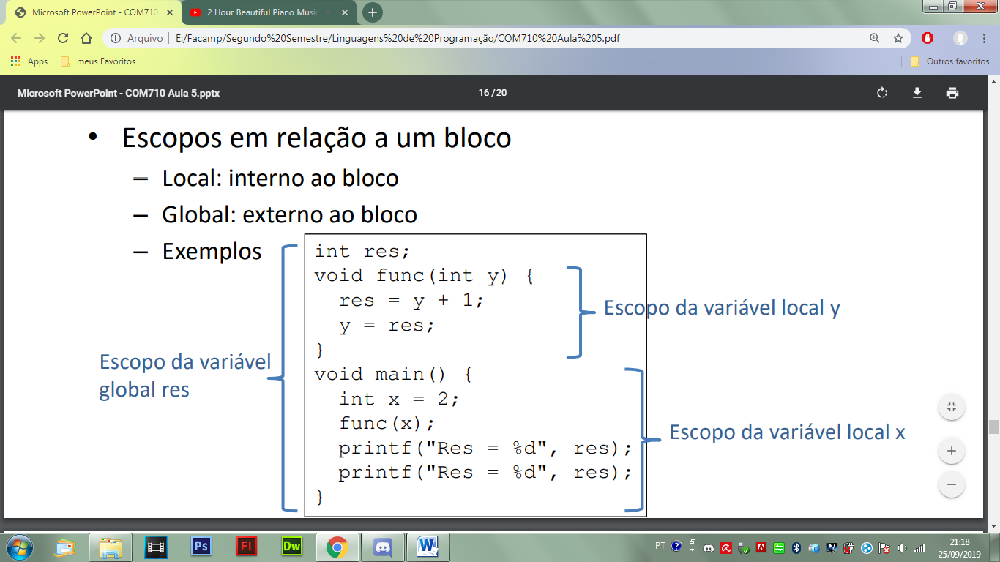 Microsoft PowerPoint - COM710
2 Hour Beautiful Piano Music
Arquivo
E:/Facamp/Segundo%20Semestre/Linguagens%20de%20Programação/COM710%20Aula%205.pdf
Apps
meus Favoritos
Outros favoritos
Microsoft PowerPoint - COM710 Aula 5.pptx
16 /20
• Escopos em relação a um bloco
– Local: interno ao bloco
– Global: externo ao bloco
– Exemplos
int res;
void func(int y) {
res = y + 1;
y = res;
}
void main() {
int x = 2;
func(x);
printf("Res = %d", res);
printf("Res = %d", res);
}
Escopo da variável local y
Escopo da variável
global res
Escopo da variável local x
Ps
Fl
Dw
W
PT
21:18
25/09/2019